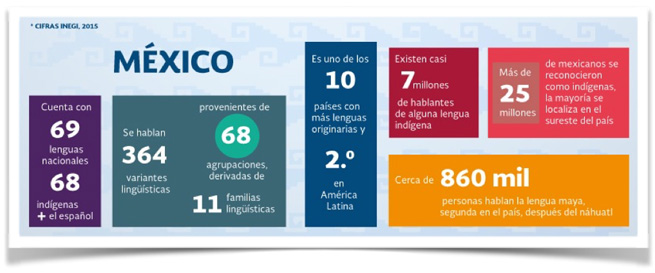 * CIFRAS INEGI, 2015
MÉXICO
Cuenta con
69
lenguas
nacionales
68
indígenas
+ el español
Se hablan
364
variantes
lingüísticas
provenientes de
68
agrupaciones,
derivadas de
11 familias
lingüísticas
Es uno de los
10
países con
más lenguas
originarias y
2.º
en
América
Latina
Existen casi
7 millones
de hablantes
de alguna lengua
indígena
Más de
25
millones
de mexicanos se
reconocieron
como indígenas,
la mayoría se
localiza en el
sureste del país
Cerca de 860 mil
personas hablan la lengua maya,
segunda en el país, después del náhuatl